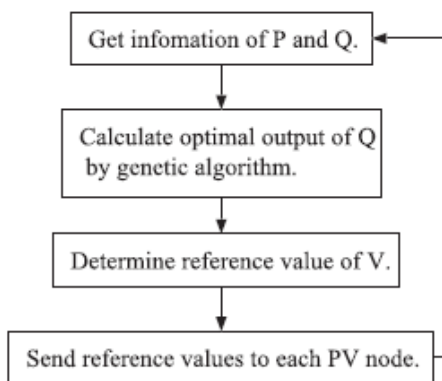 Get infomation of P and Q.
Calculate optimal output of Q
by genetic algorithm.
Determine reference value of V.
Send reference values to each PV node.